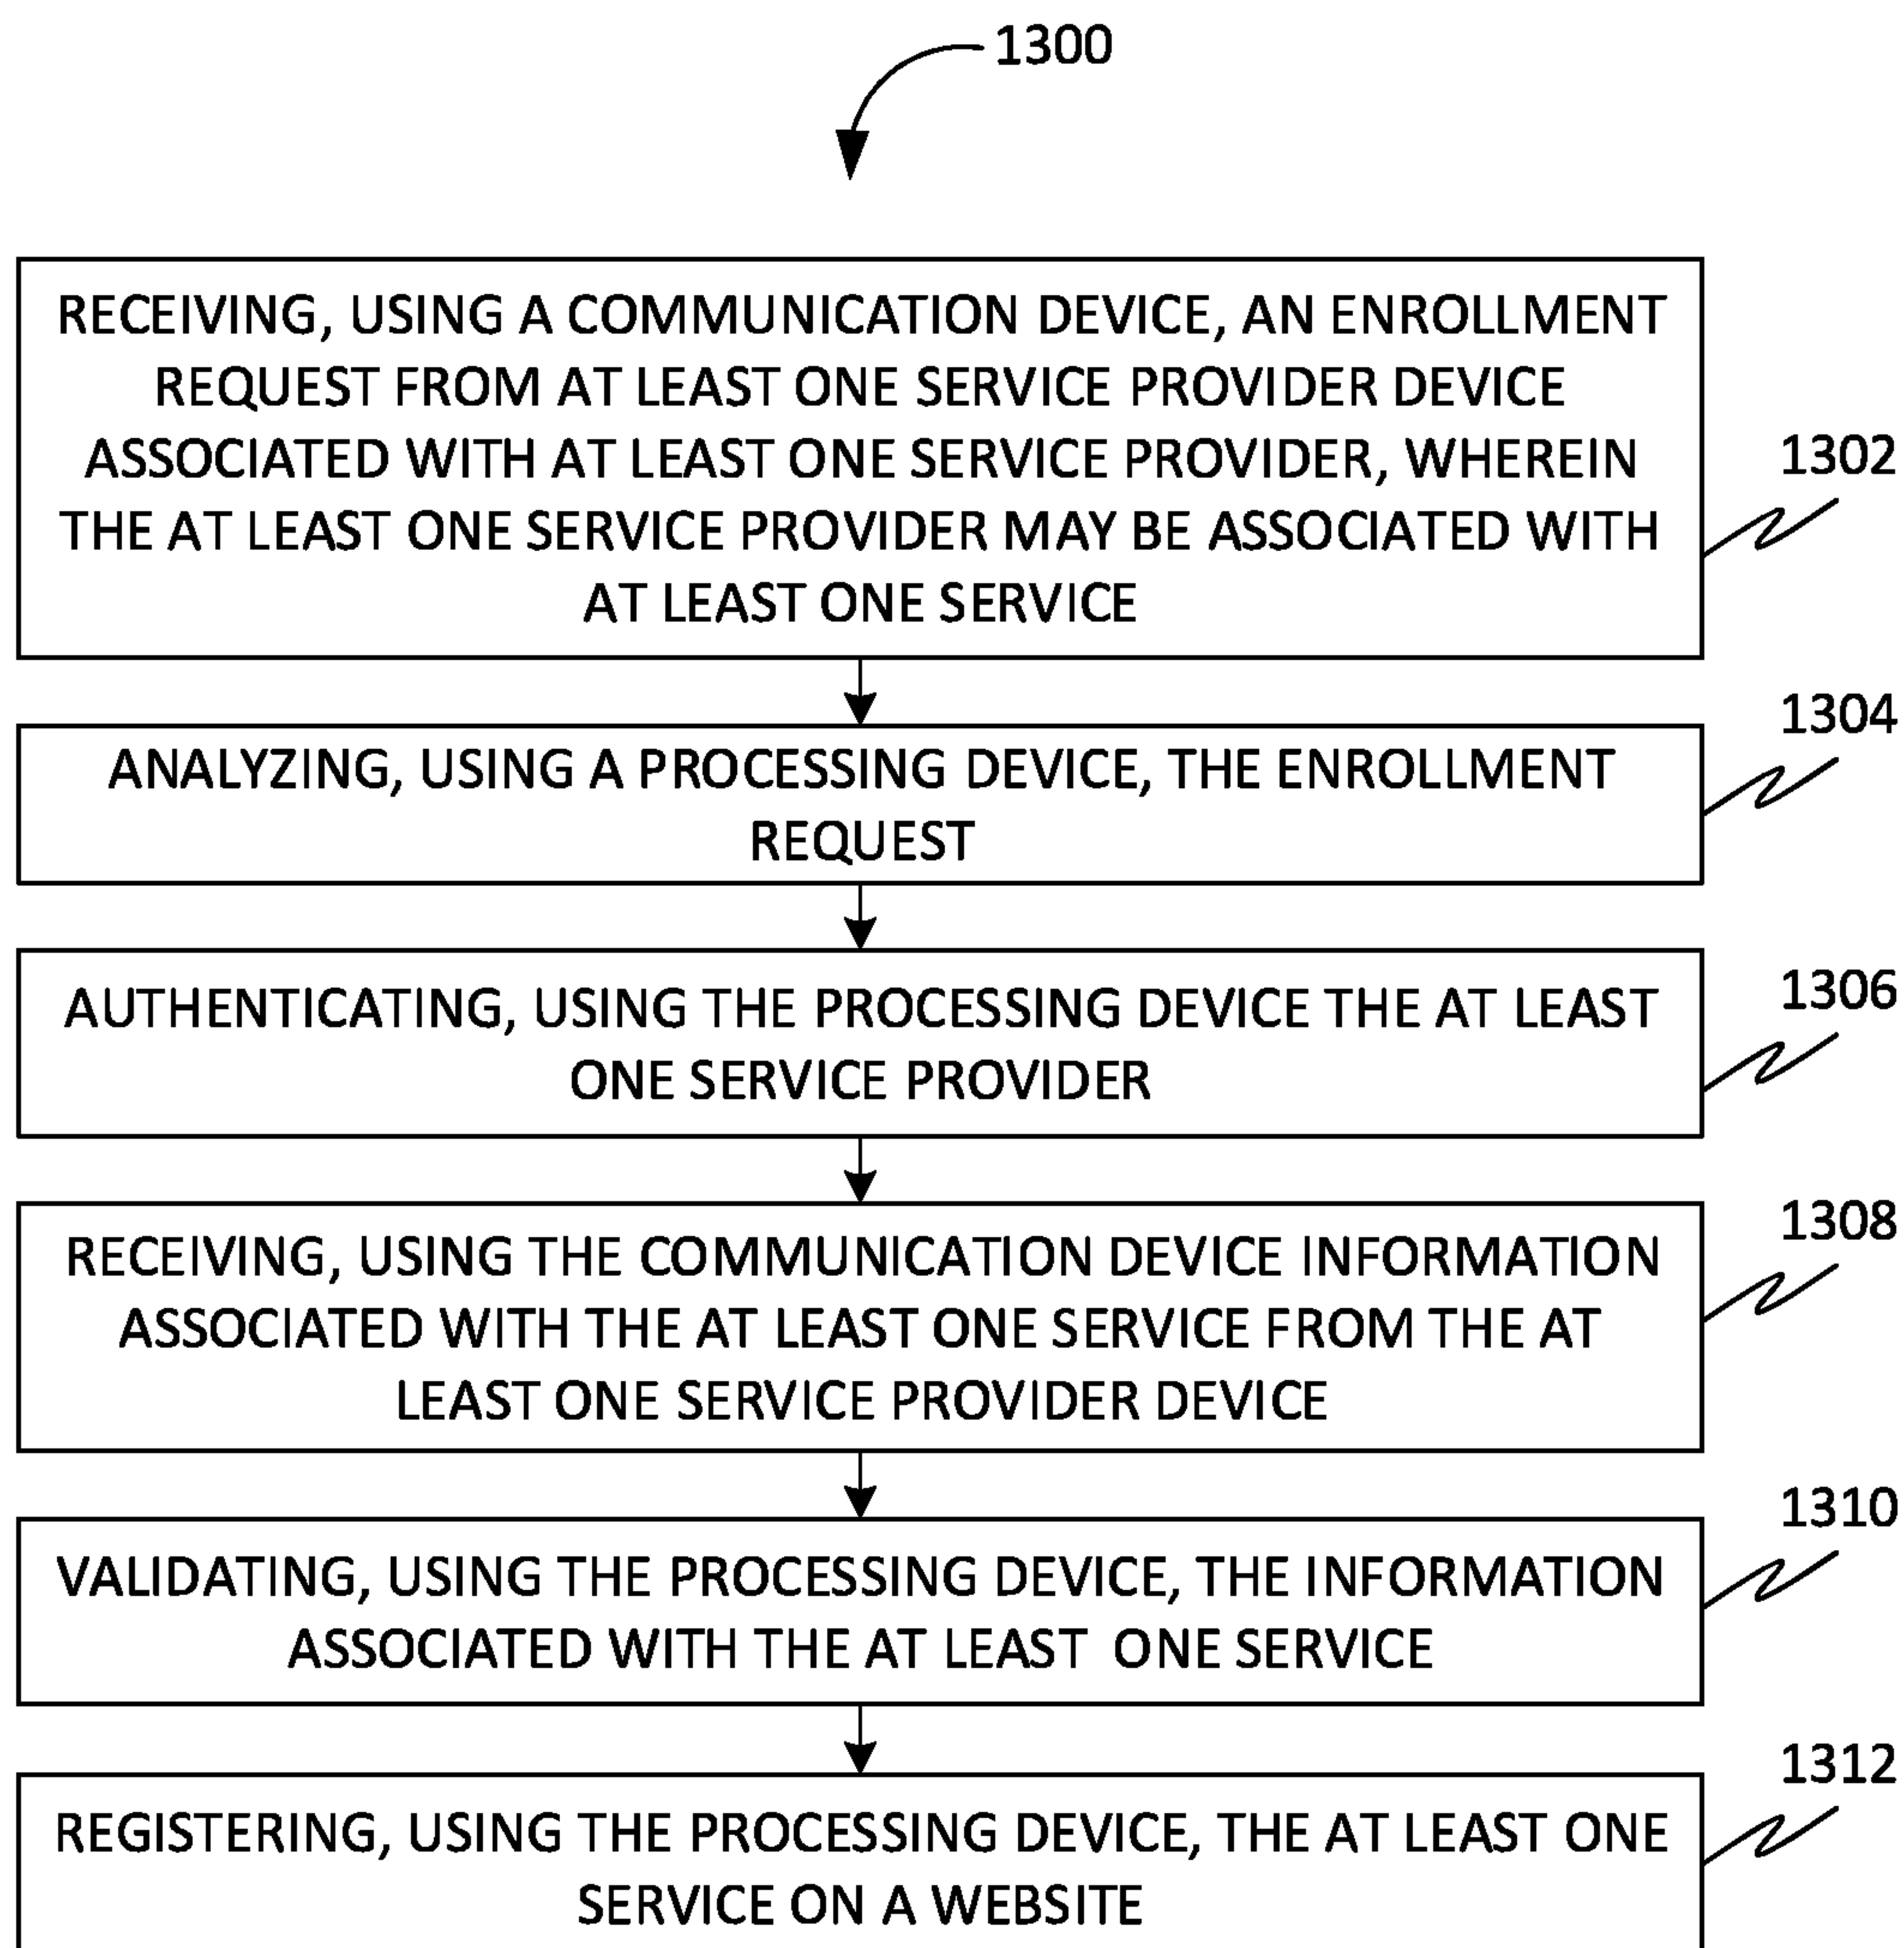 1300
RECEIVING, USING A COMMUNICATION DEVICE, AN ENROLLMENT
REQUEST FROM AT LEAST ONE SERVICE PROVIDER DEVICE
ASSOCIATED WITH AT LEAST ONE SERVICE PROVIDER, WHEREIN
THE AT LEAST ONE SERVICE PROVIDER MAY BE ASSOCIATED WITH
AT LEAST ONE SERVICE
1302
ANALYZING, USING A PROCESSING DEVICE, THE ENROLLMENT
REQUEST
1304
AUTHENTICATING, USING THE PROCESSING DEVICE THE AT LEAST
ONE SERVICE PROVIDER
1306
RECEIVING, USING THE COMMUNICATION DEVICE INFORMATION
ASSOCIATED WITH THE AT LEAST ONE SERVICE FROM THE AT
LEAST ONE SERVICE PROVIDER DEVICE
1308
VALIDATING, USING THE PROCESSING DEVICE, THE INFORMATION
ASSOCIATED WITH THE AT LEAST ONE SERVICE
1310
REGISTERING, USING THE PROCESSING DEVICE, THE AT LEAST ONE
SERVICE ON A WEBSITE
1312